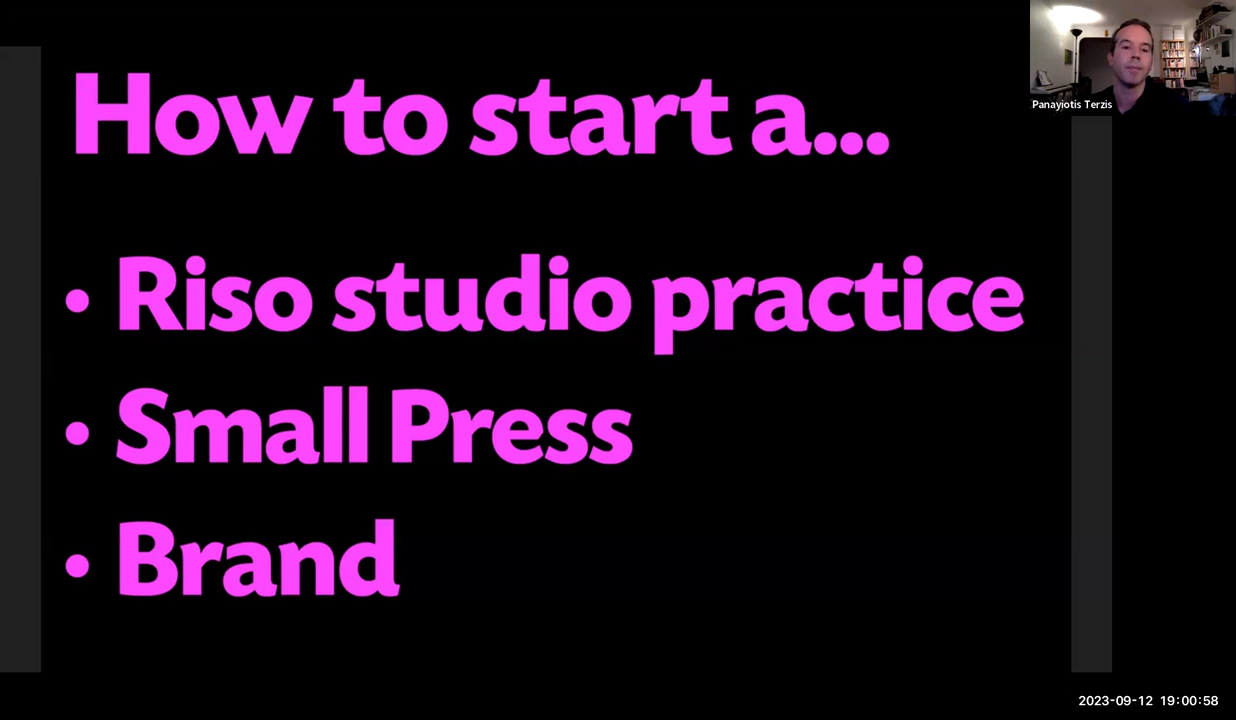 How to start a...
• Riso studio practice
• Small Press
• Brand
Panayiotis Terzis
2023-09-12 19:00:58